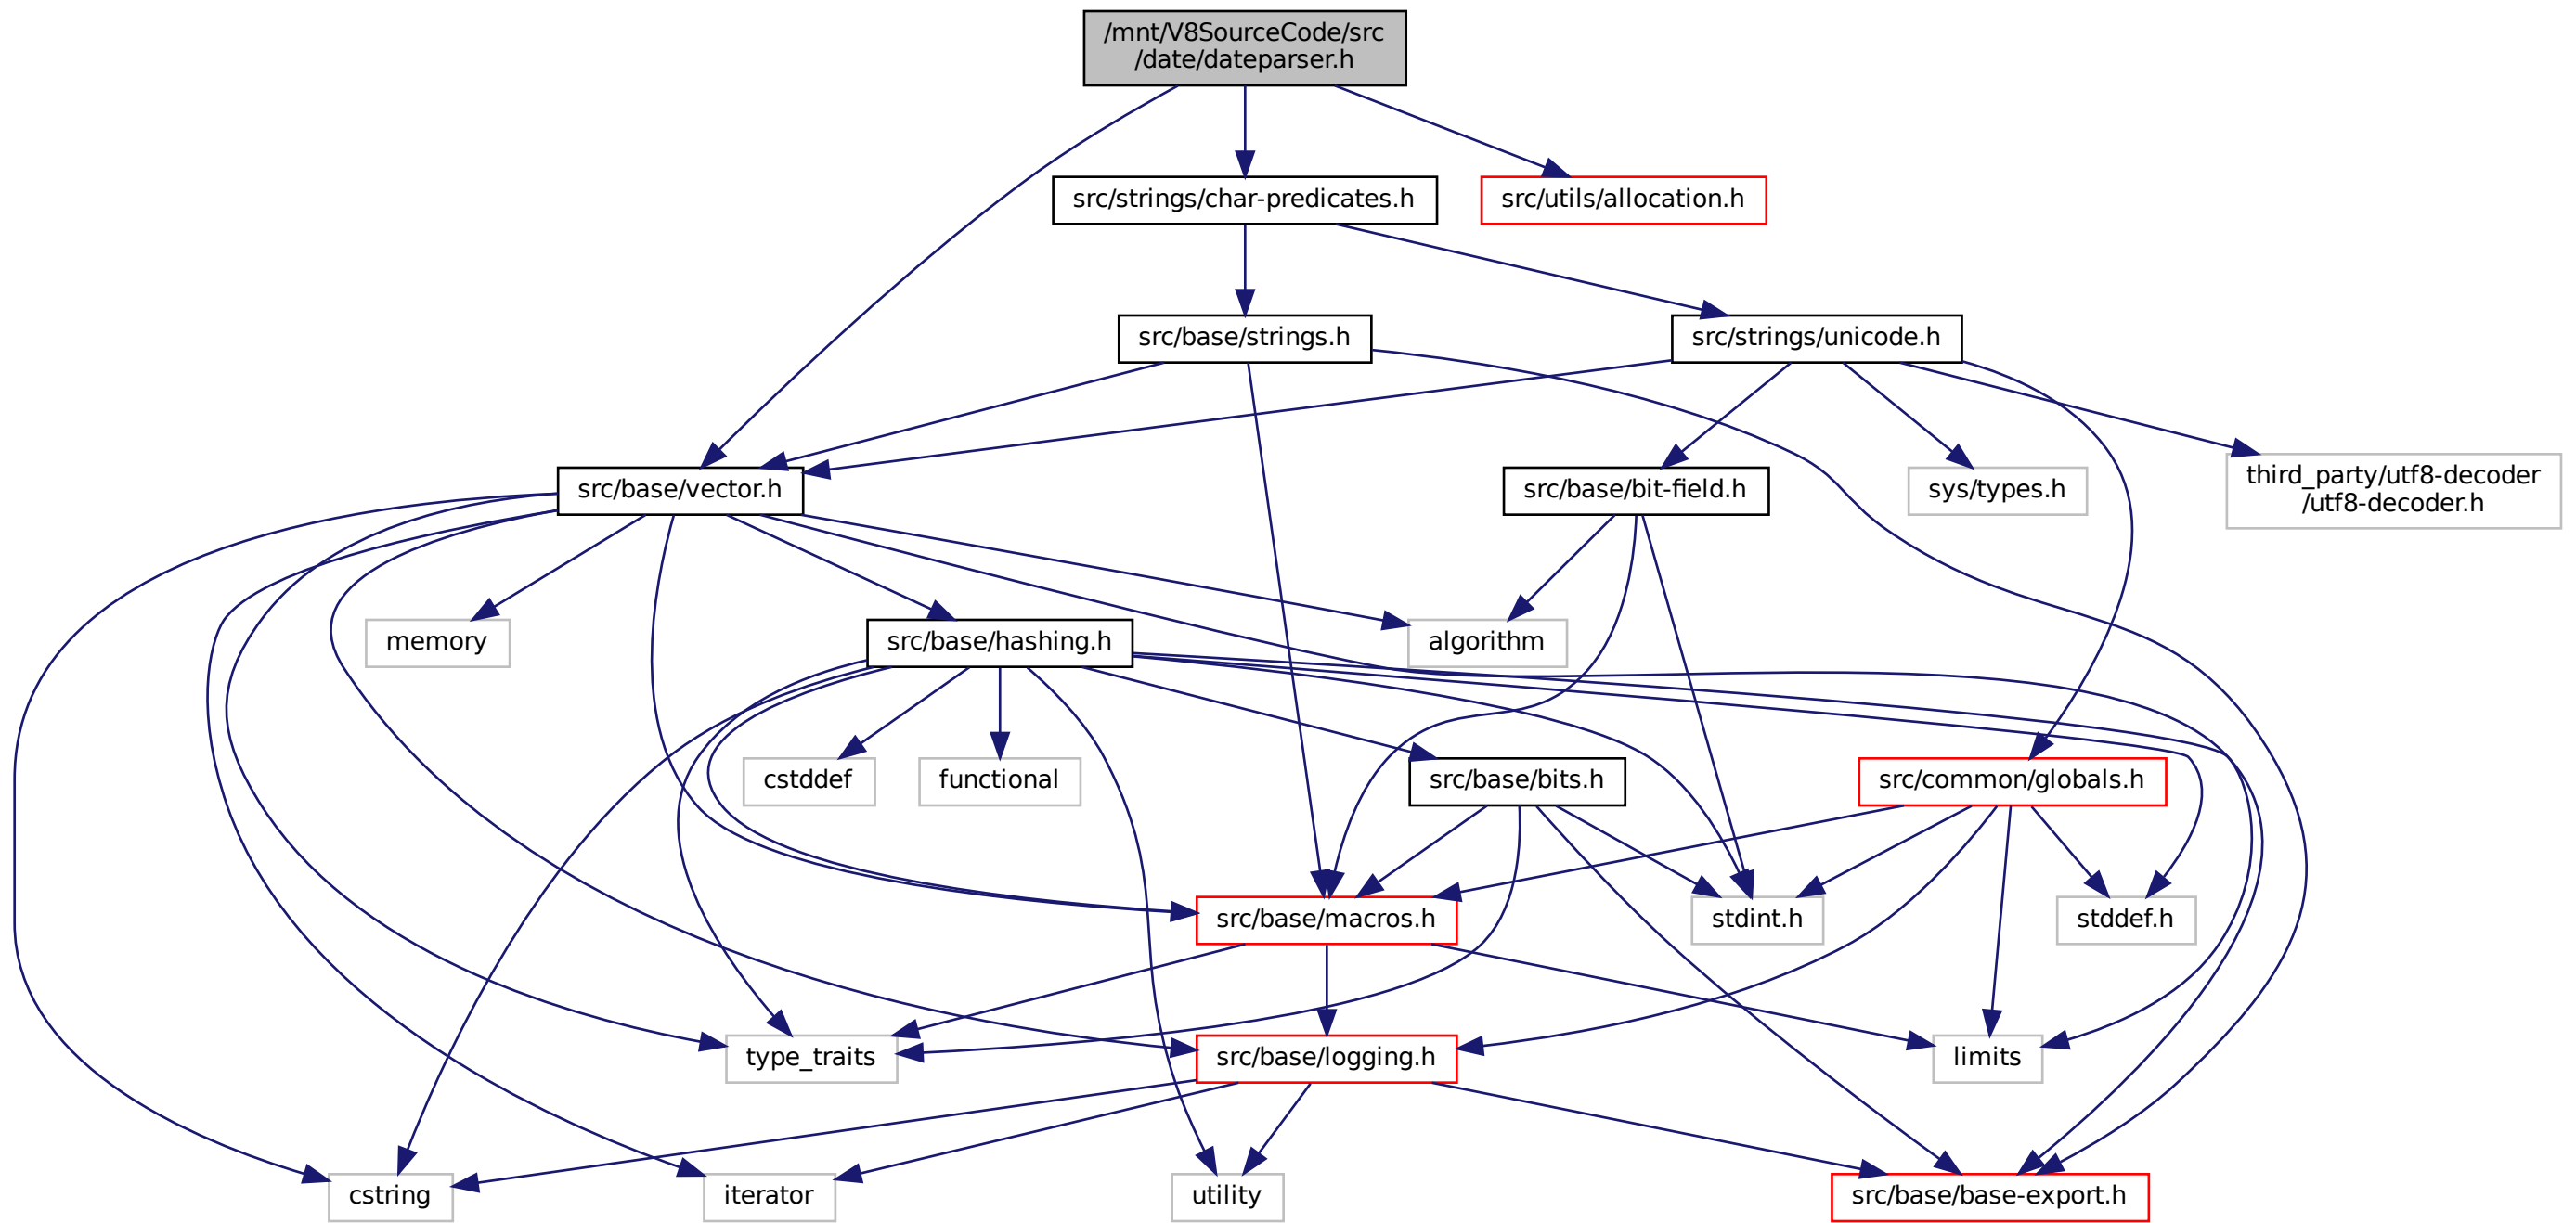 /mnt/V8SourceCode/src
/date/dateparser.h
src/strings/char-predicates.h
src/utils/allocation.h
src/base/strings.h
src/strings/unicode.h
src/base/vector.h
src/base/bit-field.h
sys/types.h
third_party/utf8-decoder
/utf8-decoder.h
memory
src/base/hashing.h
algorithm
cstddef
functional
src/base/bits.h
src/common/globals.h
src/base/macros.h
stdint.h
stddef.h
type_traits
src/base/logging.h
limits
cstring
iterator
utility
src/base/base-export.h